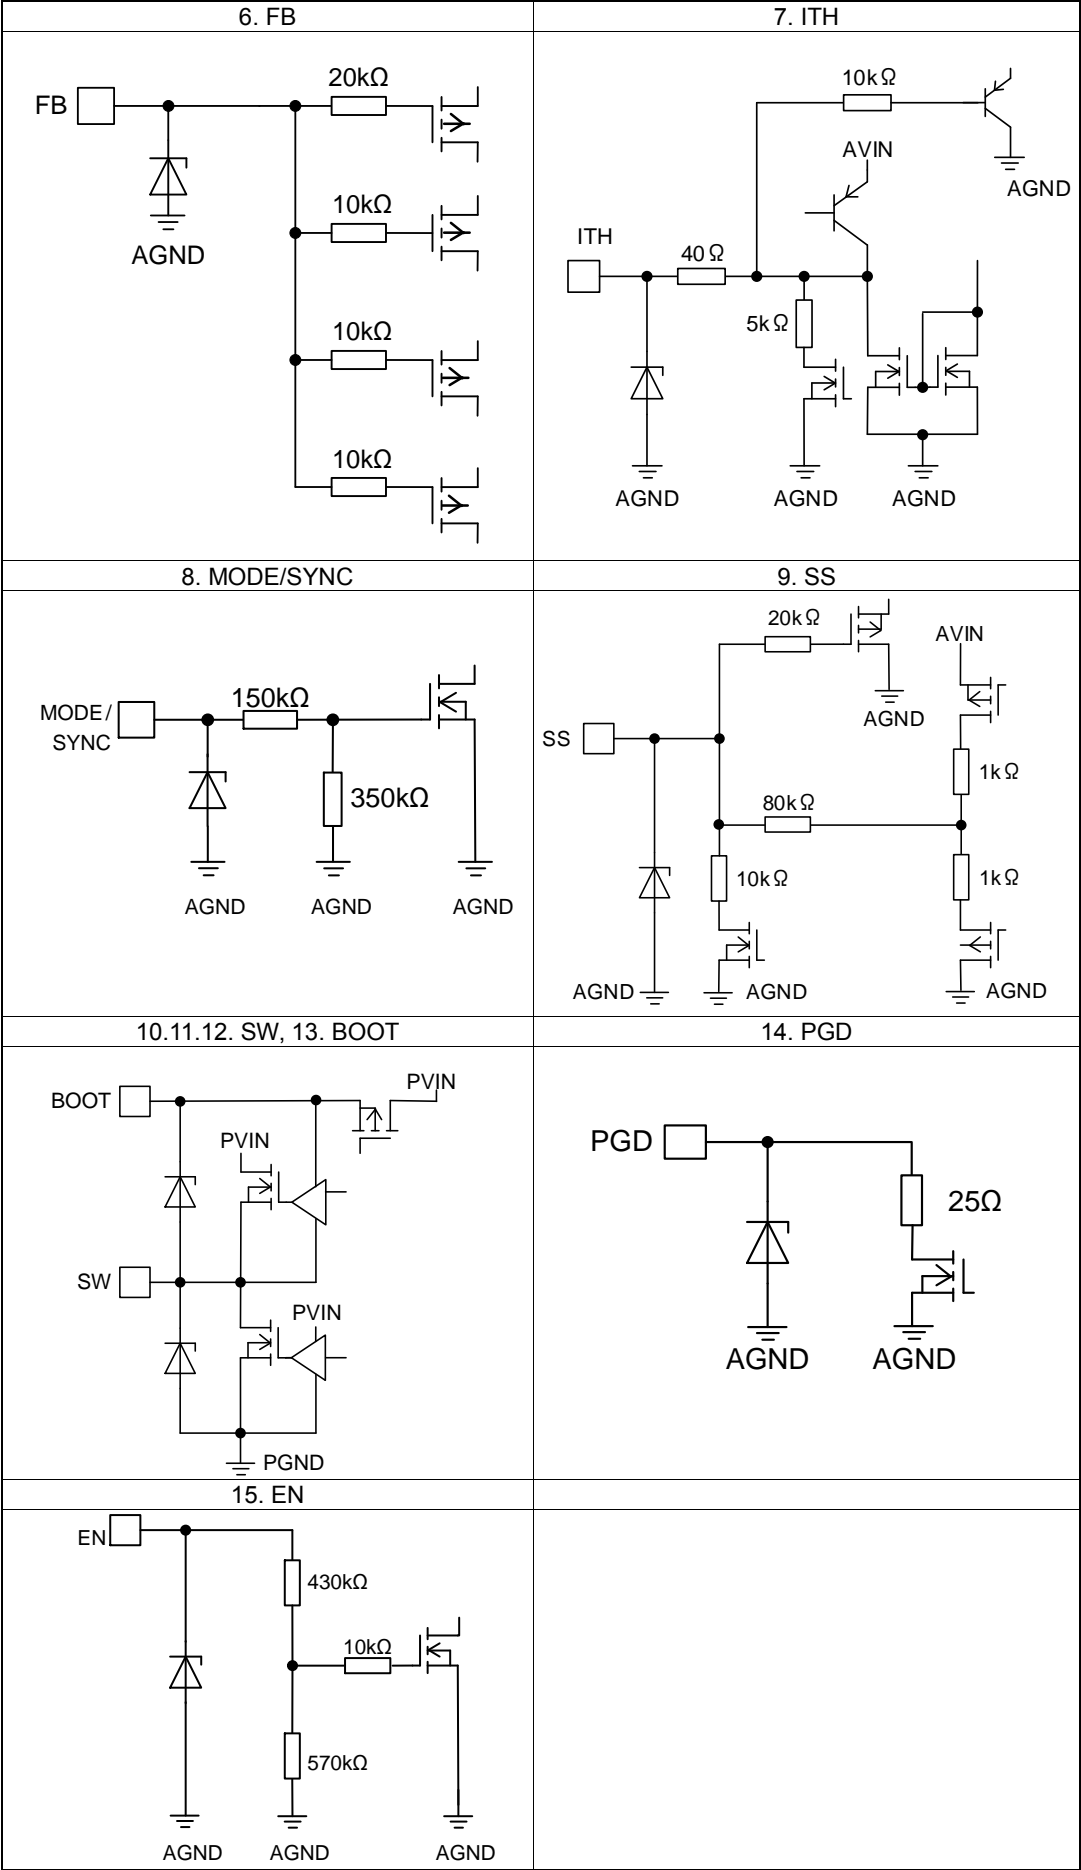 6. FB
20kΩ
FB
10kΩ
AGND
10kΩ
10kΩ
7. ITH
10kΩ
AVIN
AGND
ITH
40Ω
5kΩ
AGND
AGND
AGND
8. MODE/SYNC
MODE/
SYNC
150kΩ
350kΩ
AGND
AGND
AGND
9. SS
20kΩ
AVIN
AGND
SS
1kΩ
80kΩ
10kΩ
1kΩ
AGND
AGND
AGND
10.11.12. SW, 13. BOOT
PVIN
BOOT
PVIN
SW
PVIN
PGND
14. PGD
PGD
25Ω
AGND
AGND
15. EN
EN
430kΩ
10kΩ
570kΩ
AGND
AGND
AGND